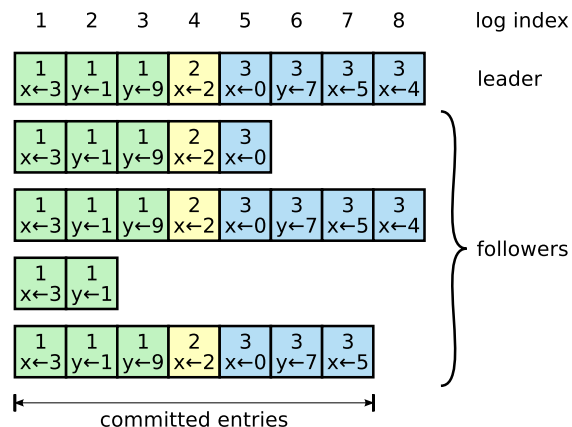 1 2 3 4 5 6 7 8 log index
1 1 1 2 3 3 3 3
x←3 y←1 y←9 x←2 x←0 y←7 x←5 x←4
leader
1 1 1 2 3
x←3 y←1 y←9 x←2 x←0
1 1 1 2 3 3 3 3
x←3 y←1 y←9 x←2 x←0 y←7 x←5 x←4
1 1
x←3 y←1
1 1 1 2 3 3 3
x←3 y←1 y←9 x←2 x←0 y←7 x←5
followers
committed entries